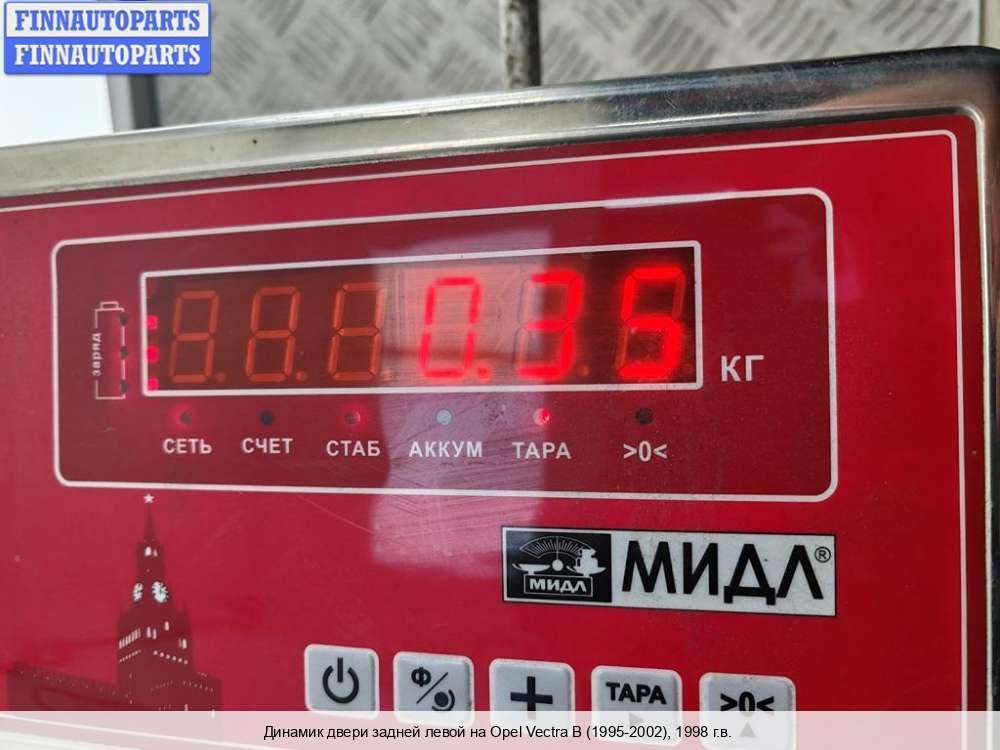 FINNAUTOPARTS
FINNAUTOPARTS
заряд
0.35
КГ
СЕТЬ СЧЕТ СТАБ АККУМ ТАРА >0<
МИДЛ
МИДЛ®
Ф
ТАРА
>0<
Динамик двери задней левой на Opel Vectra B (1995-2002), 1998 г.в.